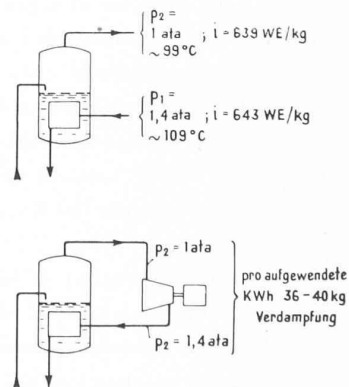 p₂ =
1 ata ; i = 639 WE/kg
~ 99°C
p₁ =
1,4 ata ; i = 643 WE/kg
~ 109°C
p₂ = 1 ata
pro aufgewendete
KWh 36-40 kg
Verdampfung
p₂ = 1,4 ata